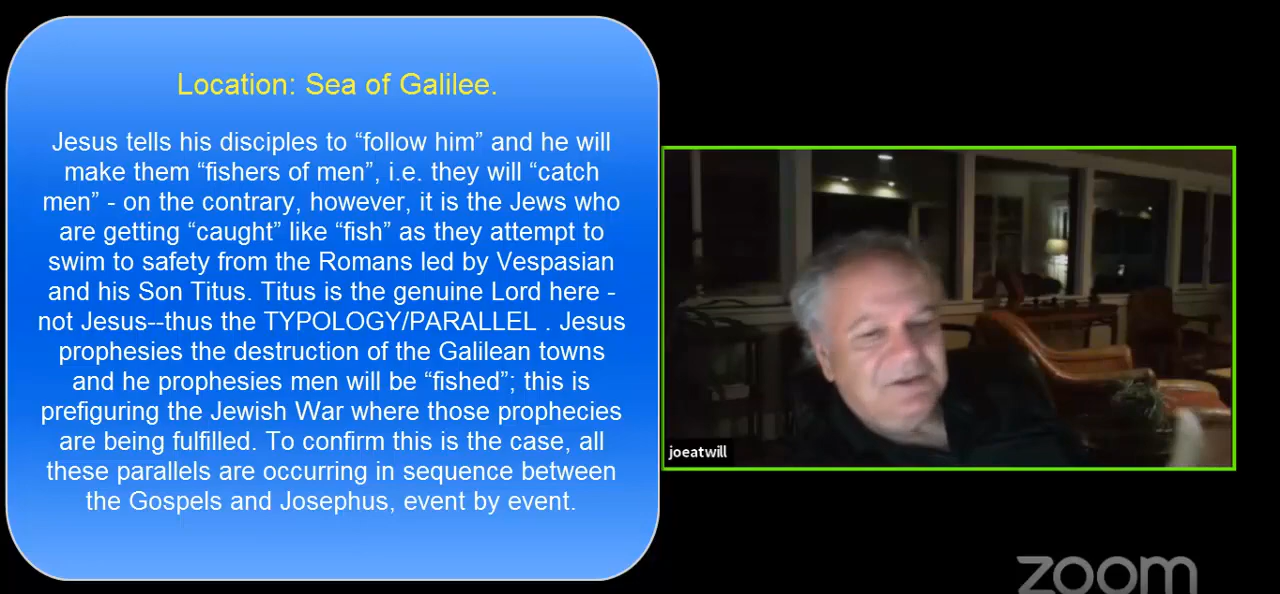 Location: Sea of Galilee.
Jesus tells his disciples to “follow him” and he will
make them “fishers of men”, i.e. they will “catch
men” - on the contrary, however, it is the Jews who
are getting “caught” like “fish” as they attempt to
swim to safety from the Romans led by Vespasian
and his Son Titus. Titus is the genuine Lord here -
not Jesus--thus the TYPOLOGY/PARALLEL . Jesus
prophesies the destruction of the Galilean towns
and he prophesies men will be “fished”; this is
prefiguring the Jewish War where those prophecies
are being fulfilled. To confirm this is the case, all
these parallels are occurring in sequence between
the Gospels and Josephus, event by event.
joeatwill
zoom